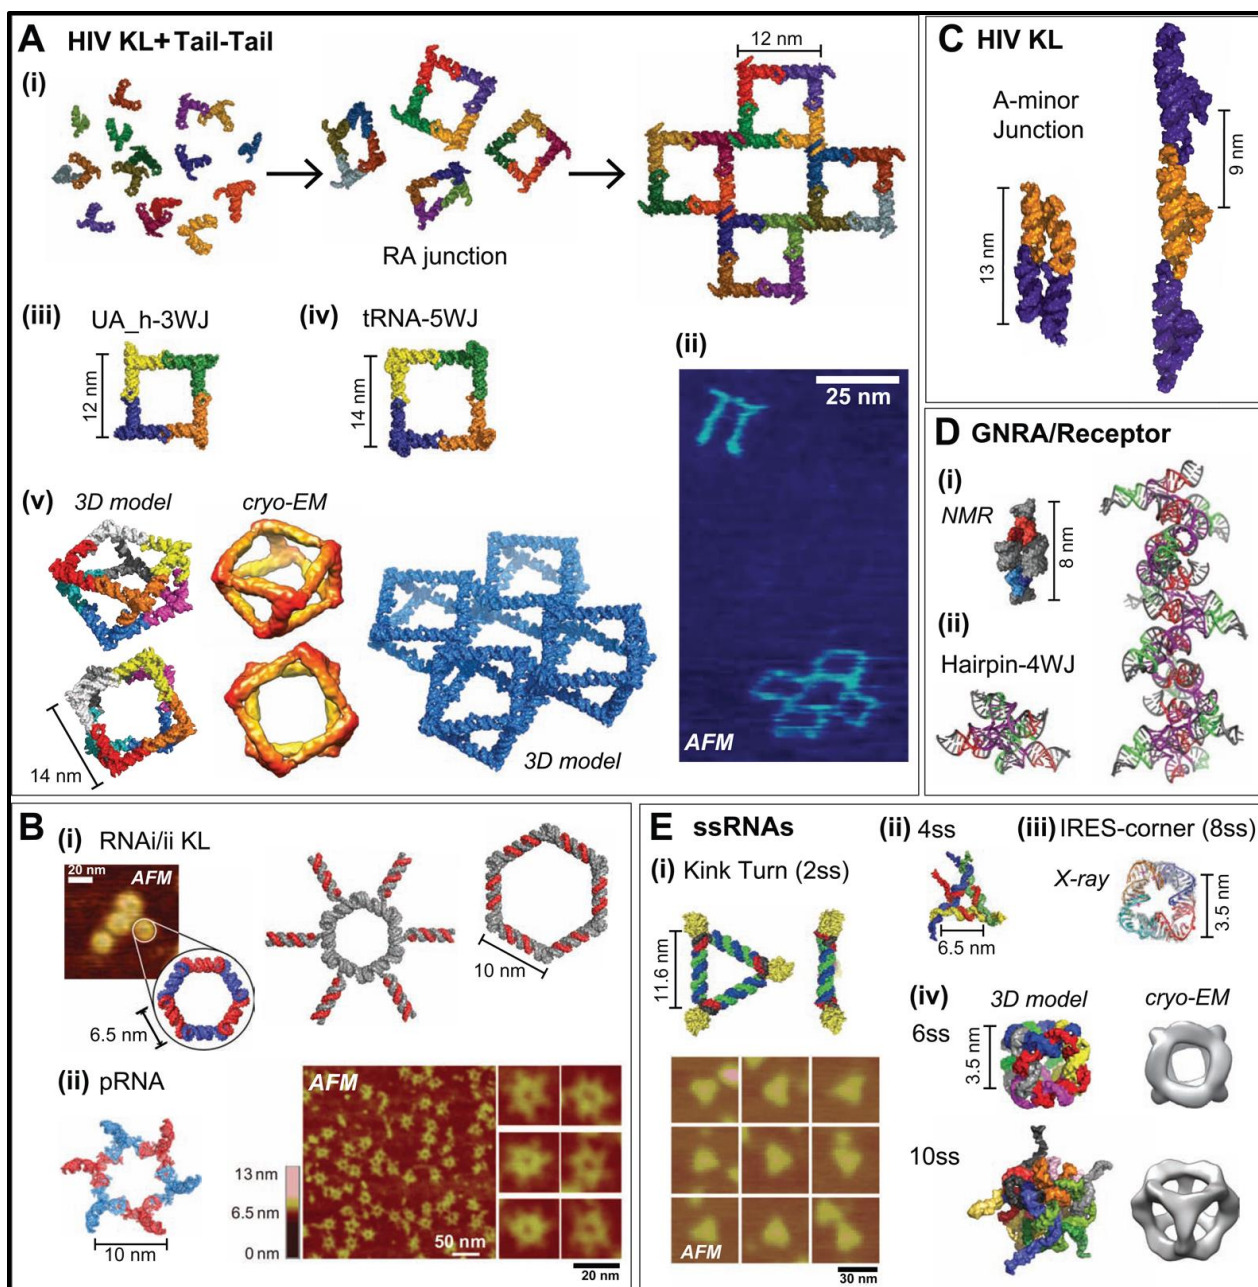 A HIV KL+ Tail-Tail
(i)
12 nm
RA junction
(iii) UA_h-3WJ
12 nm
(iv) tRNA-5WJ
14 nm
(ii)
25 nm
AFM
(v) 3D model
cryo-EM
14 nm
3D model
C HIV KL
A-minor
Junction
13 nm
9 nm
D GNRA/Receptor
(i)
NMR
8 nm
(ii)
Hairpin-4WJ
B (i) RNAi/ii KL
20 nm
AFM
6.5 nm
10 nm
(ii) pRNA
10 nm
13 nm
6.5 nm
0 nm
AFM
50 nm
20 nm
E ssRNAs
(i) Kink Turn (2ss)
11.6 nm
AFM
30 nm
(ii) 4ss
6.5 nm
(iii) IRES-corner (8ss)
X-ray
3.5 nm
(iv)
3D model
cryo-EM
6ss
3.5 nm
10ss